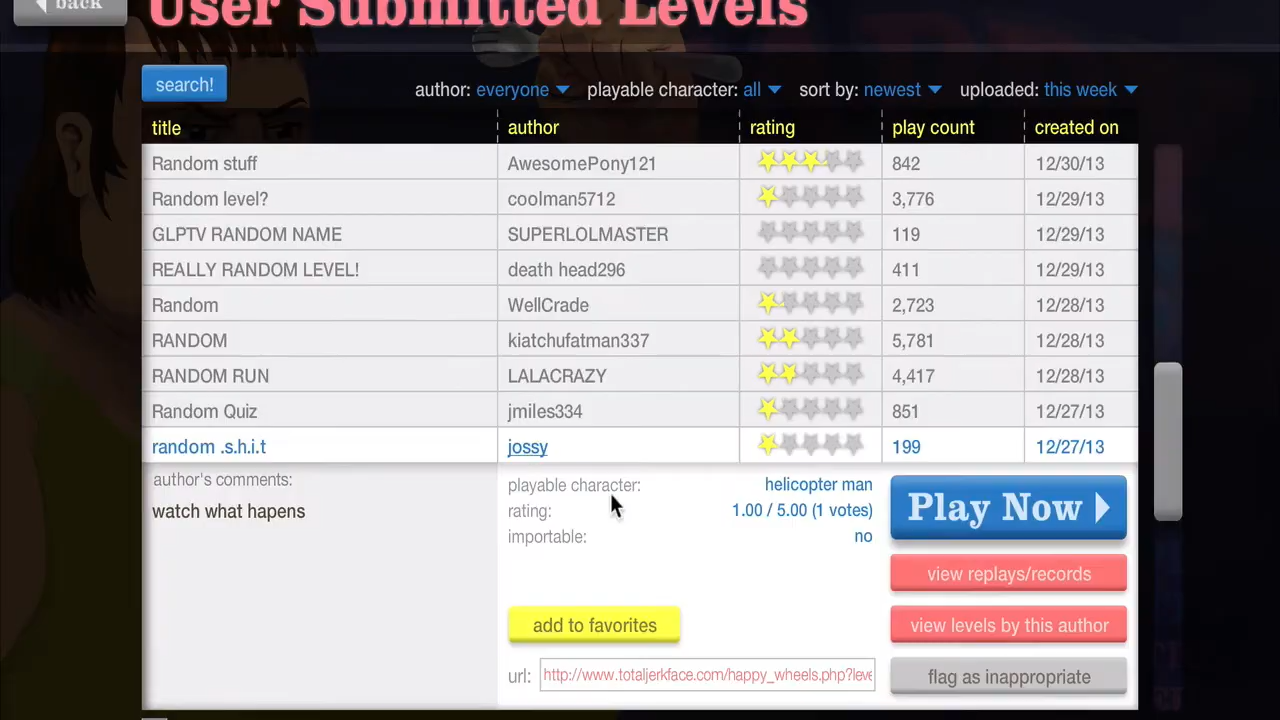 back
User Submitted Levels
search!
author: everyone playable character: all sort by: newest uploaded: this week
title author rating play count created on
Random stuff AwesomePony121 842 12/30/13
Random level? coolman5712 3,776 12/29/13
GLPTV RANDOM NAME SUPERLOLMASTER 119 12/29/13
REALLY RANDOM LEVEL! death head296 411 12/29/13
Random WellCrade 2,723 12/28/13
RANDOM kiatchufatman337 5,781 12/28/13
RANDOM RUN LALACRAZY 4,417 12/28/13
Random Quiz jmiles334 851 12/27/13
random .s.h.i.t jossy 199 12/27/13
author's comments:
watch what hapens
playable character: helicopter man
rating: 1.00 / 5.00 (1 votes)
importable: no
Play Now
view replays/records
add to favorites
view levels by this author
url: http://www.totaljerkface.com/happy_wheels.php?leve
flag as inappropriate